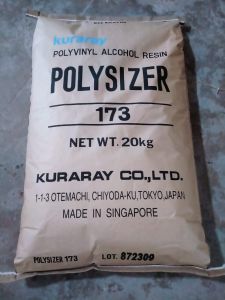 kuraray
POLYVINYL ALCOHOL RESIN
POLYSIZER
173
NET WT. 20kg
KURARAY CO.,LTD.
1-1-3 OTEMACHI, CHIYODA-KU,TOKYO,JAPAN
MADE IN SINGAPORE
POLYSIZER 173 LOT. 872309